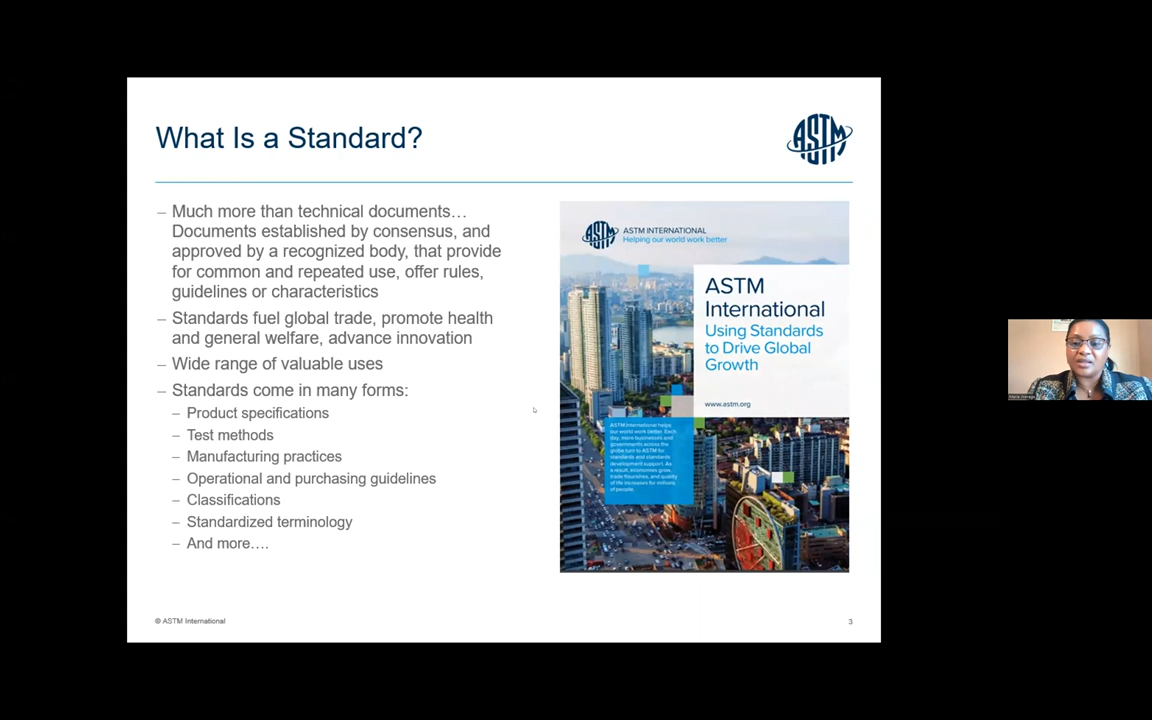 What Is a Standard?
ASTM
– Much more than technical documents…
Documents established by consensus, and
approved by a recognized body, that provide
for common and repeated use, offer rules,
guidelines or characteristics
– Standards fuel global trade, promote health
and general welfare, advance innovation
– Wide range of valuable uses
– Standards come in many forms:
– Product specifications
– Test methods
– Manufacturing practices
– Operational and purchasing guidelines
– Classifications
– Standardized terminology
– And more….
ASTM
ASTM INTERNATIONAL
Helping our world work better
ASTM
International
Using Standards
to Drive Global
Growth
www.astm.org
ASTM International helps
our world work better. Each
day, more businesses and
governments across the
globe turn to ASTM for
standards and standards
development support. As
a result, economies grow,
trade flourishes, and quality
of life increases for millions
of people.
© ASTM International
3